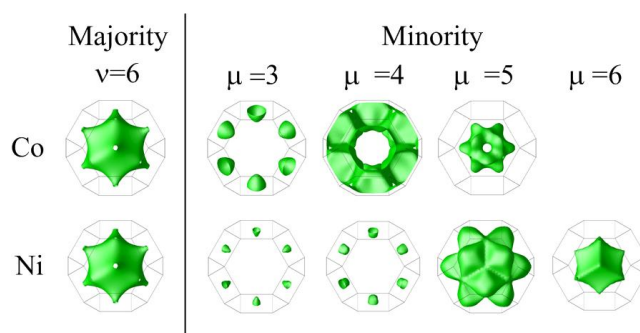 Majority Minority
ν=6 μ =3 μ =4 μ =5 μ =6
Co
Ni